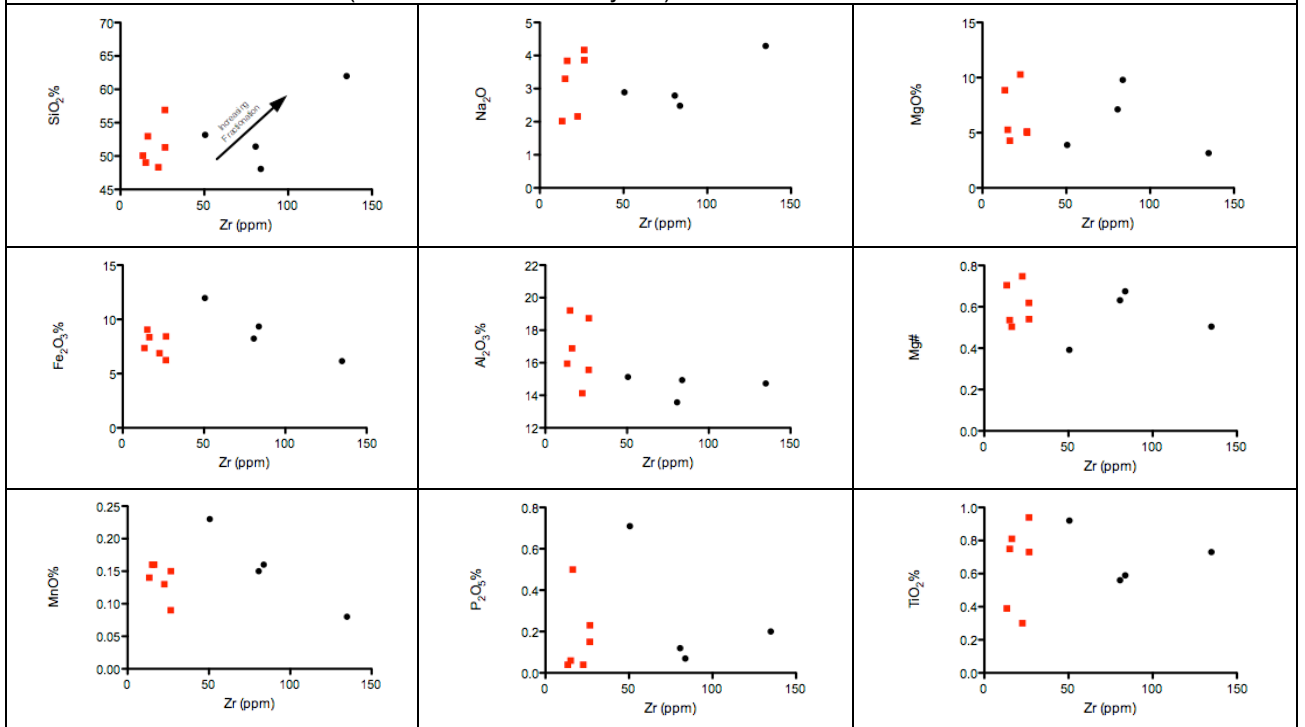 70
65
60
55
50
45
SiO2%
Increasing
Fractionation
0 50 100 150
Zr (ppm)
5
4
3
2
1
0
Na2O
0 50 100 150
Zr (ppm)
15
10
5
0
MgO%
0 50 100 150
Zr (ppm)
15
10
5
0
Fe2O3%
0 50 100 150
Zr (ppm)
22
20
18
16
14
12
Al2O3%
0 50 100 150
Zr (ppm)
0.8
0.6
0.4
0.2
0.0
Mg#
0 50 100 150
Zr (ppm)
0.25
0.20
0.15
0.10
0.05
0.00
MnO%
0 50 100 150
Zr (ppm)
0.8
0.6
0.4
0.2
0.0
P2O5%
0 50 100 150
Zr (ppm)
1.0
0.8
0.6
0.4
0.2
0.0
TiO2%
0 50 100 150
Zr (ppm)